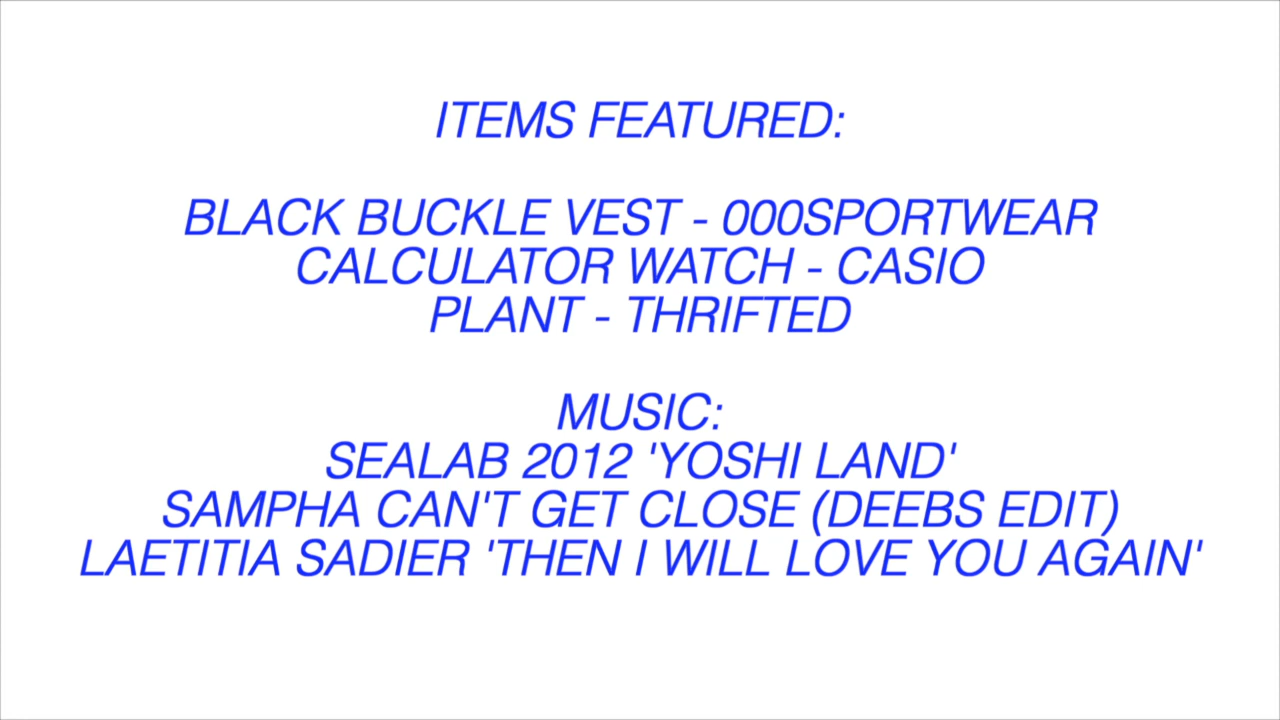 ITEMS FEATURED:
BLACK BUCKLE VEST - 000SPORTWEAR
CALCULATOR WATCH - CASIO
PLANT - THRIFTED
MUSIC:
SEALAB 2012 'YOSHI LAND'
SAMPHA CAN'T GET CLOSE (DEEBS EDIT)
LAETITIA SADIER 'THEN I WILL LOVE YOU AGAIN'